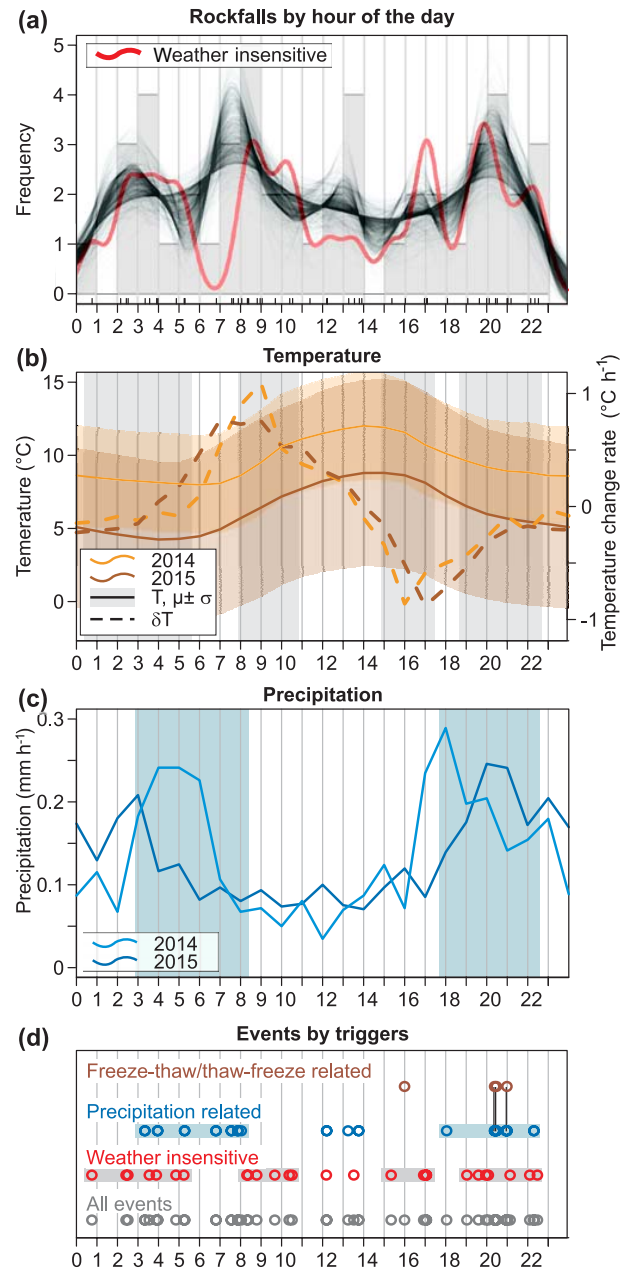 (a) Rockfalls by hour of the day
Weather insensitive
Frequency
5
4
3
2
1
0
0 1 2 3 4 5 6 7 8 9 10 12 14 16 18 20 22
(b) Temperature
Temerature (°C)
15
10
5
0
Temperature change rate (°C h⁻¹)
1
0
-1
2014
2015
T, μ± σ
δT
0 1 2 3 4 5 6 7 8 9 10 12 14 16 18 20 22
(c) Precipitation
Precipitation (mm h⁻¹)
0.3
0.2
0.1
0
2014
2015
0 1 2 3 4 5 6 7 8 9 10 12 14 16 18 20 22
(d) Events by triggers
Freeze-thaw/thaw-freeze related
Precipitation related
Weather insensitive
All events
0 1 2 3 4 5 6 7 8 9 10 12 14 16 18 20 22